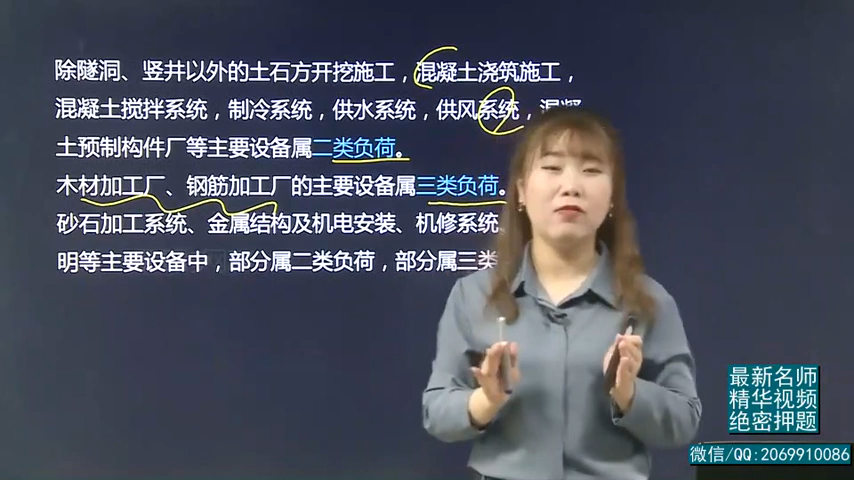 除隧洞、竖井以外的土石方开挖施工，混凝土浇筑施工，
混凝土搅拌系统，制冷系统，供水系统，供风系统，混凝
土预制构件厂等主要设备属二类负荷。
木材加工厂、钢筋加工厂的主要设备属三类负荷。
砂石加工系统、金属结构及机电安装、机修系统、
明等主要设备中，部分属二类负荷，部分属三类
最新名师
精华视频
绝密押题
微信/QQ:2069910086